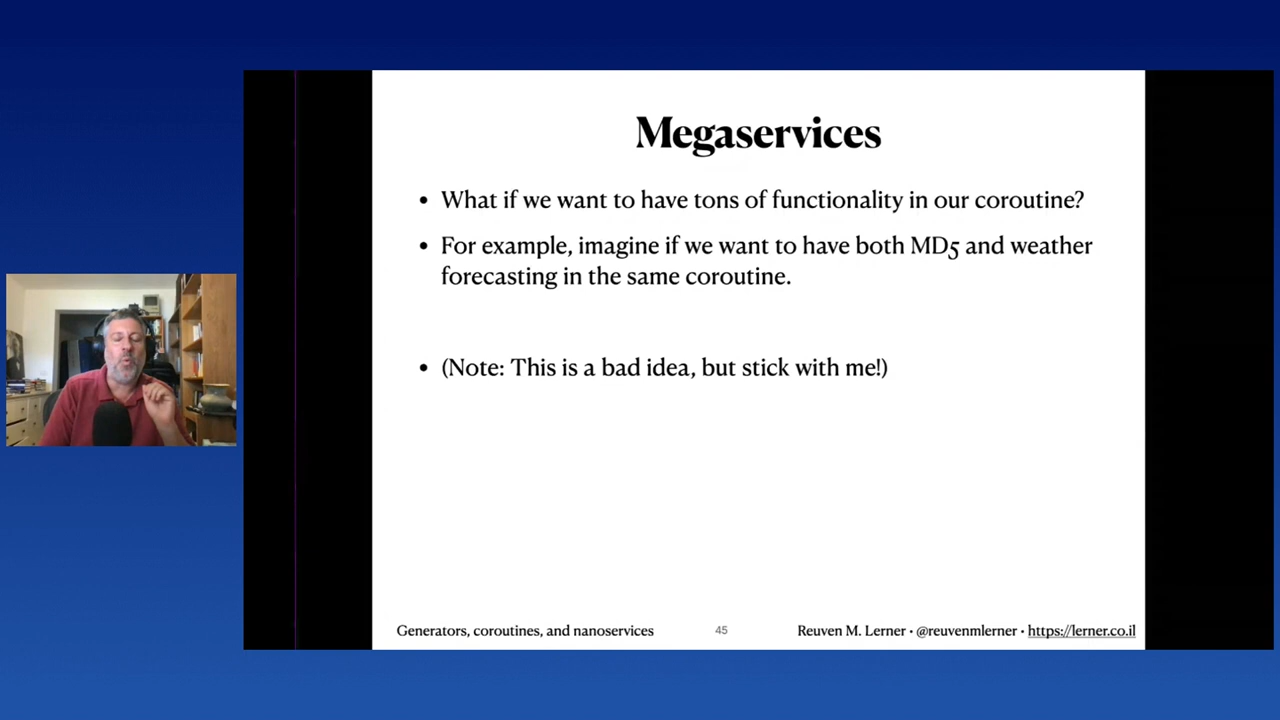 Megaservices
• What if we want to have tons of functionality in our coroutine?
• For example, imagine if we want to have both MD5 and weather
forecasting in the same coroutine.
• (Note: This is a bad idea, but stick with me!)
Generators, coroutines, and nanoservices
45
Reuven M. Lerner • @reuvenmlerner • https://lerner.co.il